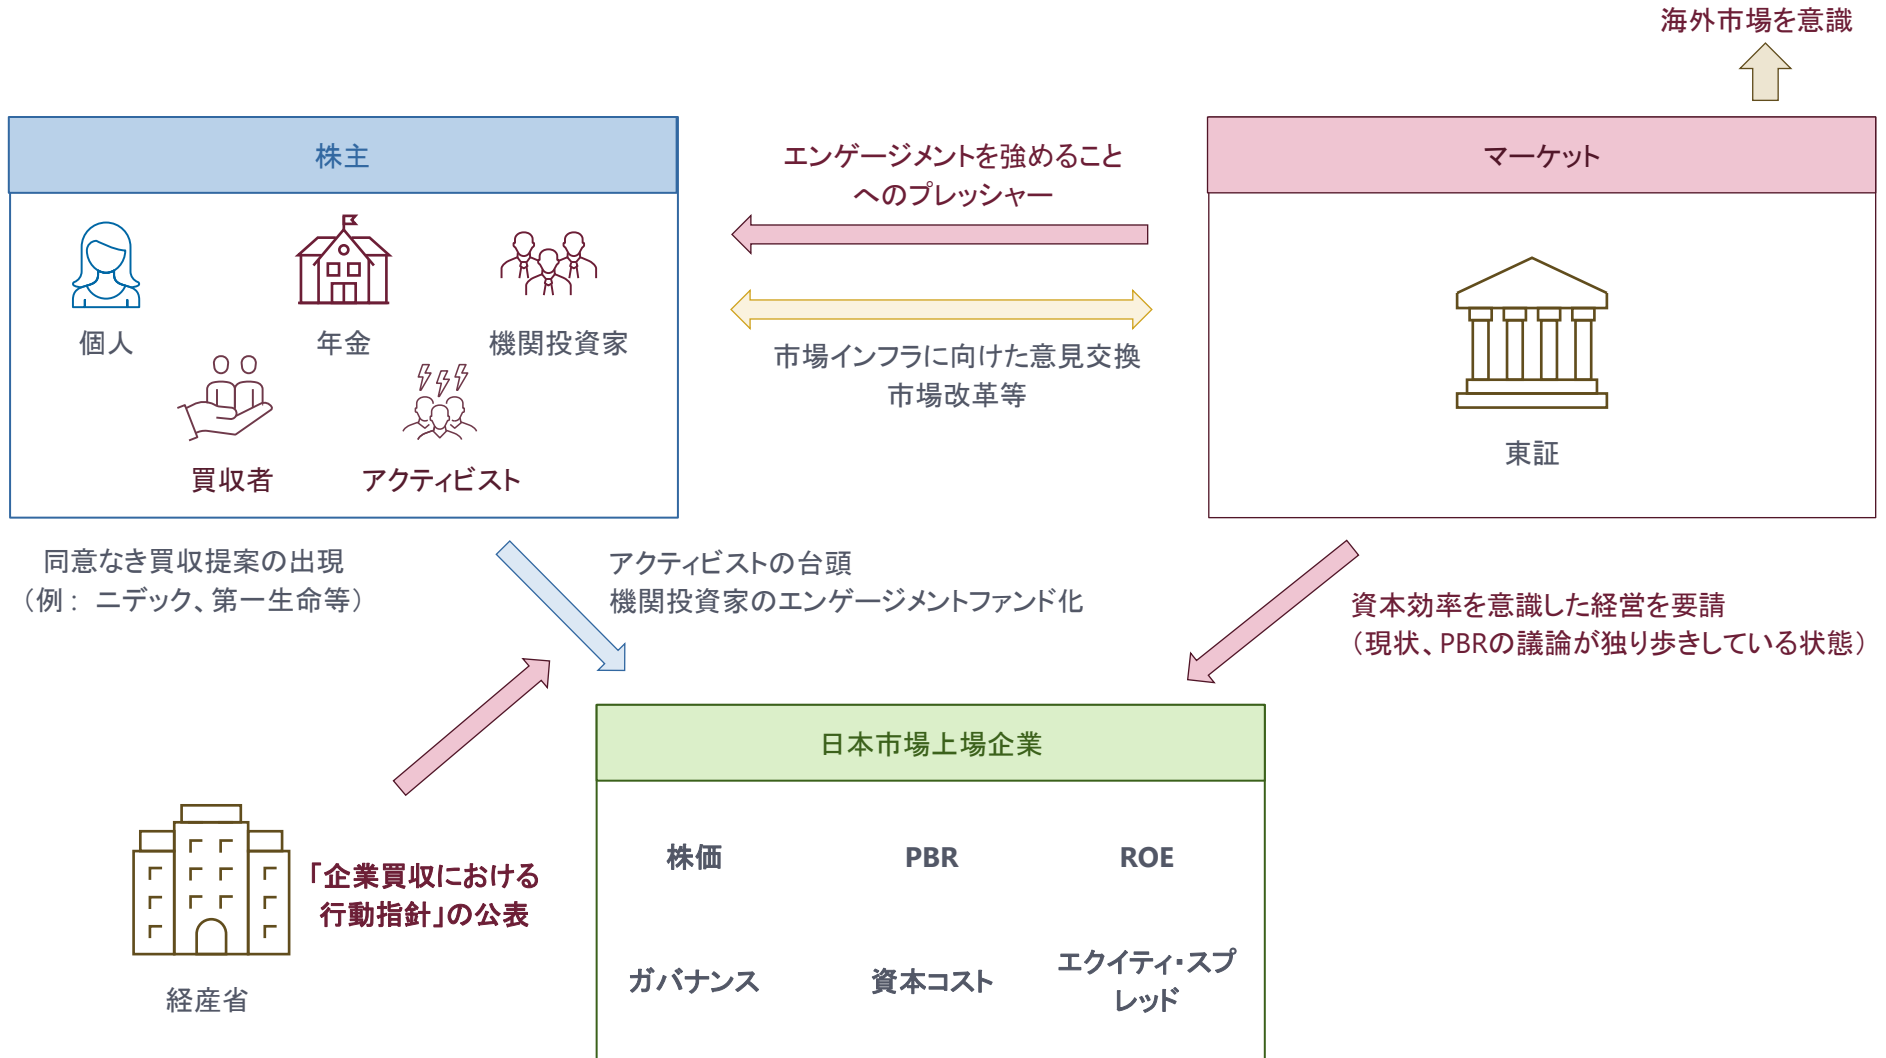 海外市場を意識
株主
エンゲージメントを強めること
へのプレッシャー
マーケット
個人
年金
機関投資家
市場インフラに向けた意見交換
市場改革等
買収者
アクティビスト
東証
同意なき買収提案の出現
（例： ニデック、第一生命等）
アクティビストの台頭
機関投資家のエンゲージメントファンド化
資本効率を意識した経営を要請
（現状、PBRの議論が独り歩きしている状態）
日本市場上場企業
株価
PBR
ROE
「企業買収における
行動指針」の公表
ガバナンス
資本コスト
エクイティ・スプ
レッド
経産省